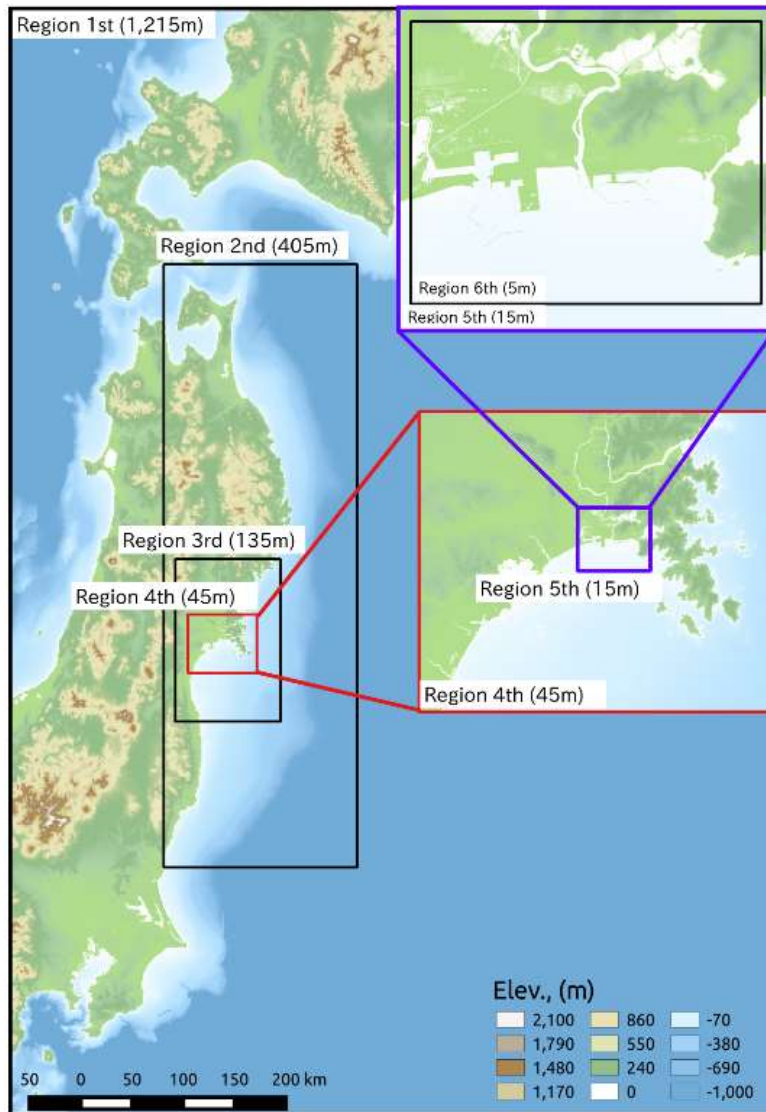 Region 1st (1,215m)
Region 6th (5m)
Region 5th (15m)
Region 2nd (405m)
Region 3rd (135m)
Region 4th (45m)
Region 5th (15m)
Region 4th (45m)
Elev., (m)
2,100 860 -70
1,790 550 -380
1,480 240 -690
1,170 0 -1,000
50 0 50 100 150 200 km